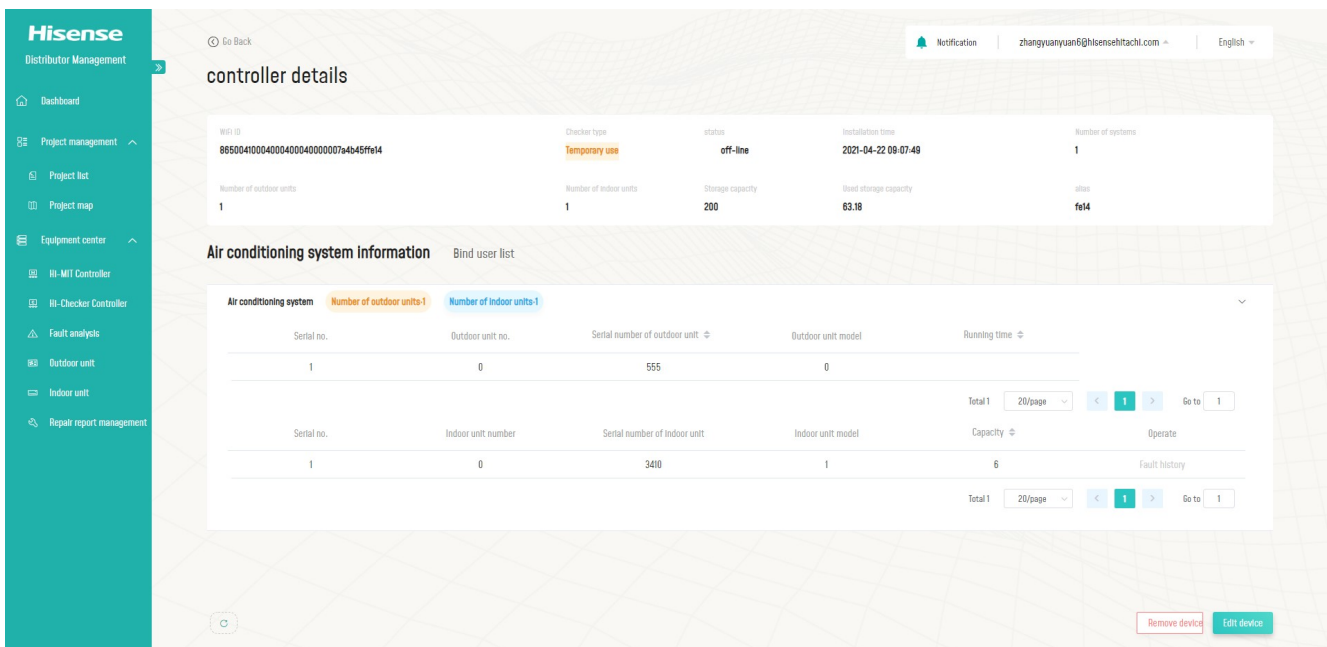 Hisense
Distributor Management
Dashboard
Project management
Project list
Project map
Equipment center
Hi-MIT Controller
Hi-Checker Controller
Fault analysis
Outdoor unit
Indoor unit
Repair report management
Go Back
Notification
zhangyuanyuan6@hisensehitachi.com
English
controller details
WiFi ID
Checker type
status
Installation time
Number of systems
86500410004000400040000007a4b45ffe14
Temporary use
off-line
2021-04-22 09:07:49
1
Number of outdoor units
Number of indoor units
Storage capacity
Used storage capacity
alias
1
1
200
63.18
fe14
Air conditioning system information
Bind user list
Air conditioning system
Number of outdoor units-1
Number of indoor units-1
Serial no.
Outdoor unit no.
Serial number of outdoor unit
Outdoor unit model
Running time
1
0
555
0
Total 1
20/page
1
Go to
1
Serial no.
Indoor unit number
Serial number of indoor unit
Indoor unit model
Capacity
Operate
1
0
3410
1
6
Fault history
Total 1
20/page
1
Go to
1
Remove device
Edit device